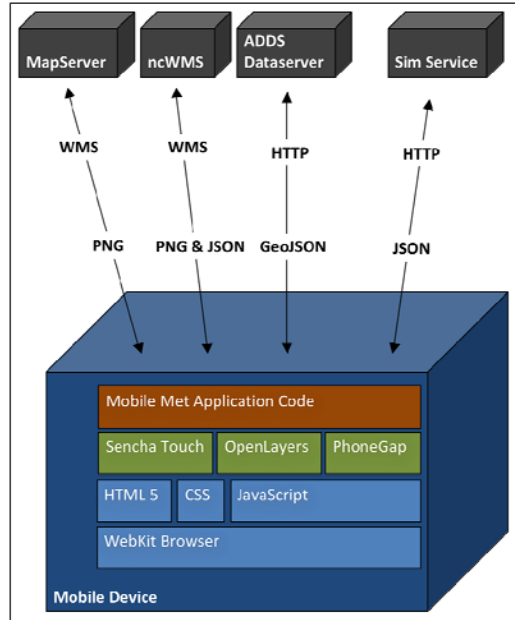 MapServer
ncWMS
ADDS
Dataserver
Sim Service
WMS
WMS
HTTP
HTTP
PNG
PNG & JSON
GeoJSON
JSON
Mobile Met Application Code
Sencha Touch
OpenLayers
PhoneGap
HTML 5
CSS
JavaScript
WebKit Browser
Mobile Device